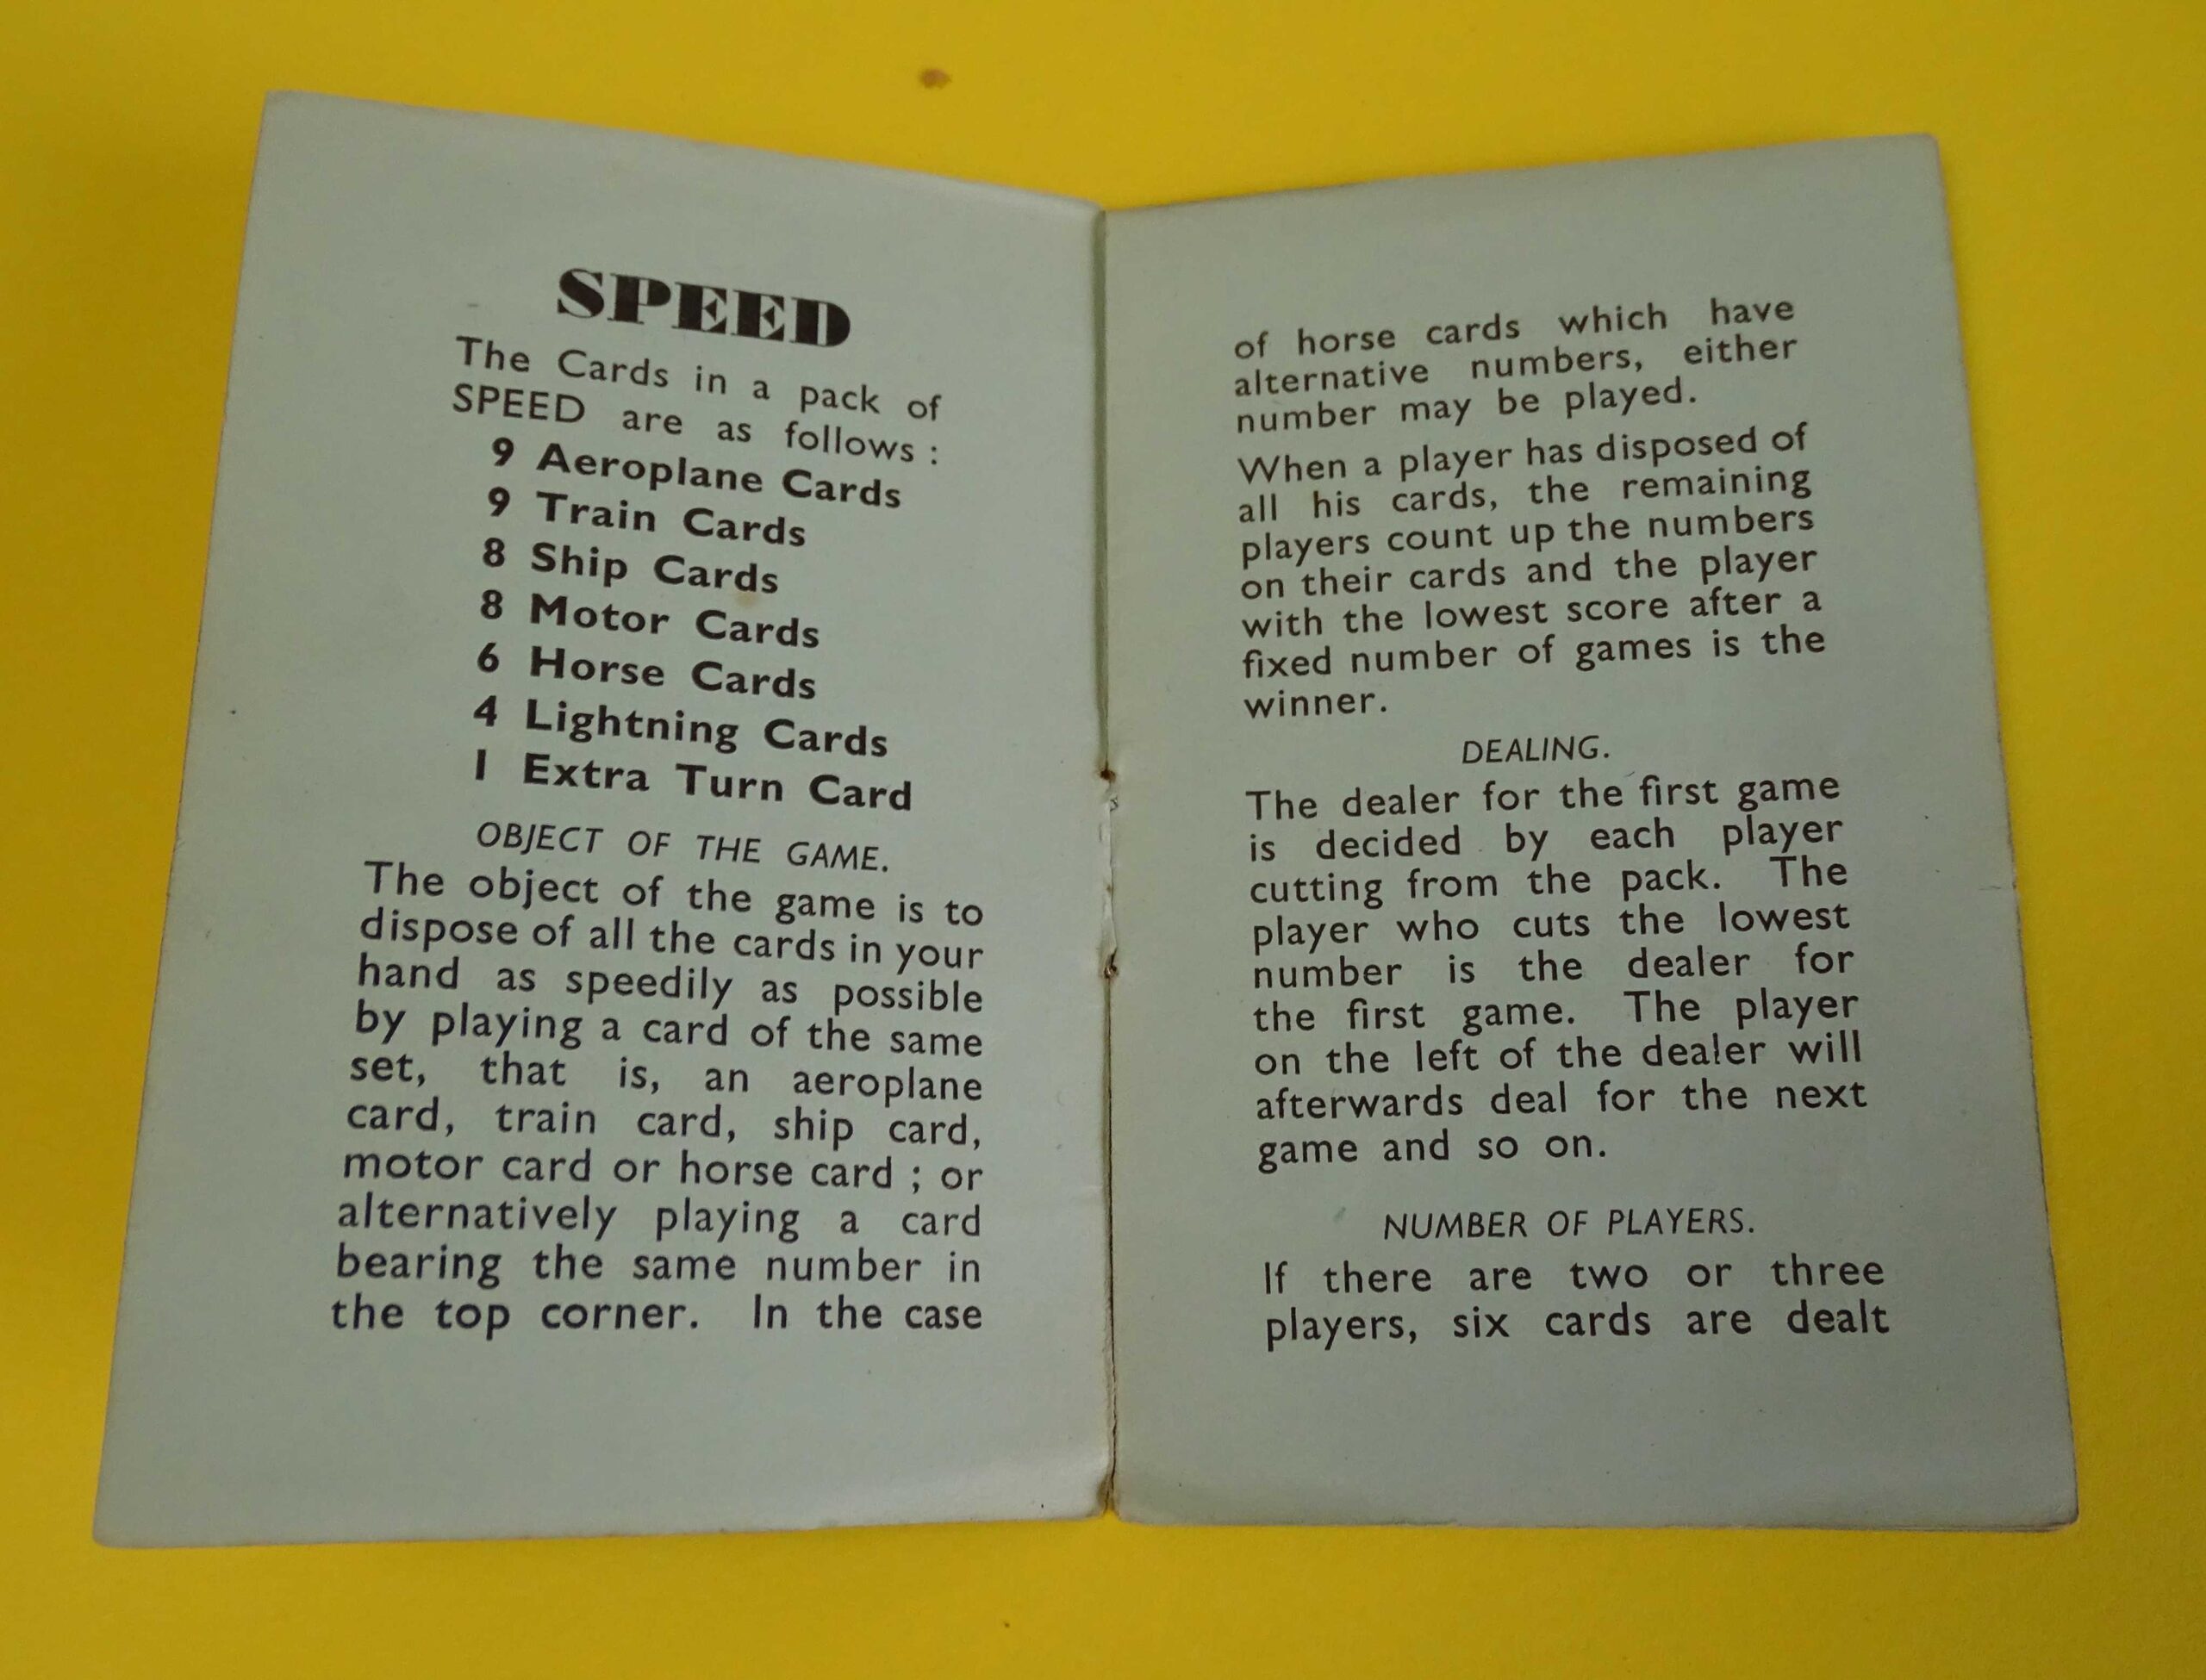 SPEED
The Cards in a pack of
SPEED are as follows :
9 Aeroplane Cards
9 Train Cards
8 Ship Cards
8 Motor Cards
6 Horse Cards
4 Lightning Cards
1 Extra Turn Card
OBJECT OF THE GAME.
The object of the game is to
dispose of all the cards in your
hand as speedily as possible
by playing a card of the same
set, that is, an aeroplane
card, train card, ship card,
motor card or horse card ; or
alternatively playing a card
bearing the same number in
the top corner. In the case
of horse cards which have
alternative numbers, either
number may be played.
When a player has disposed of
all his cards, the remaining
players count up the numbers
on their cards and the player
with the lowest score after a
fixed number of games is the
winner.
DEALING.
The dealer for the first game
is decided by each player
cutting from the pack. The
player who cuts the lowest
number is the dealer for
the first game. The player
on the left of the dealer will
afterwards deal for the next
game and so on.
NUMBER OF PLAYERS.
If there are two or three
players, six cards are dealt